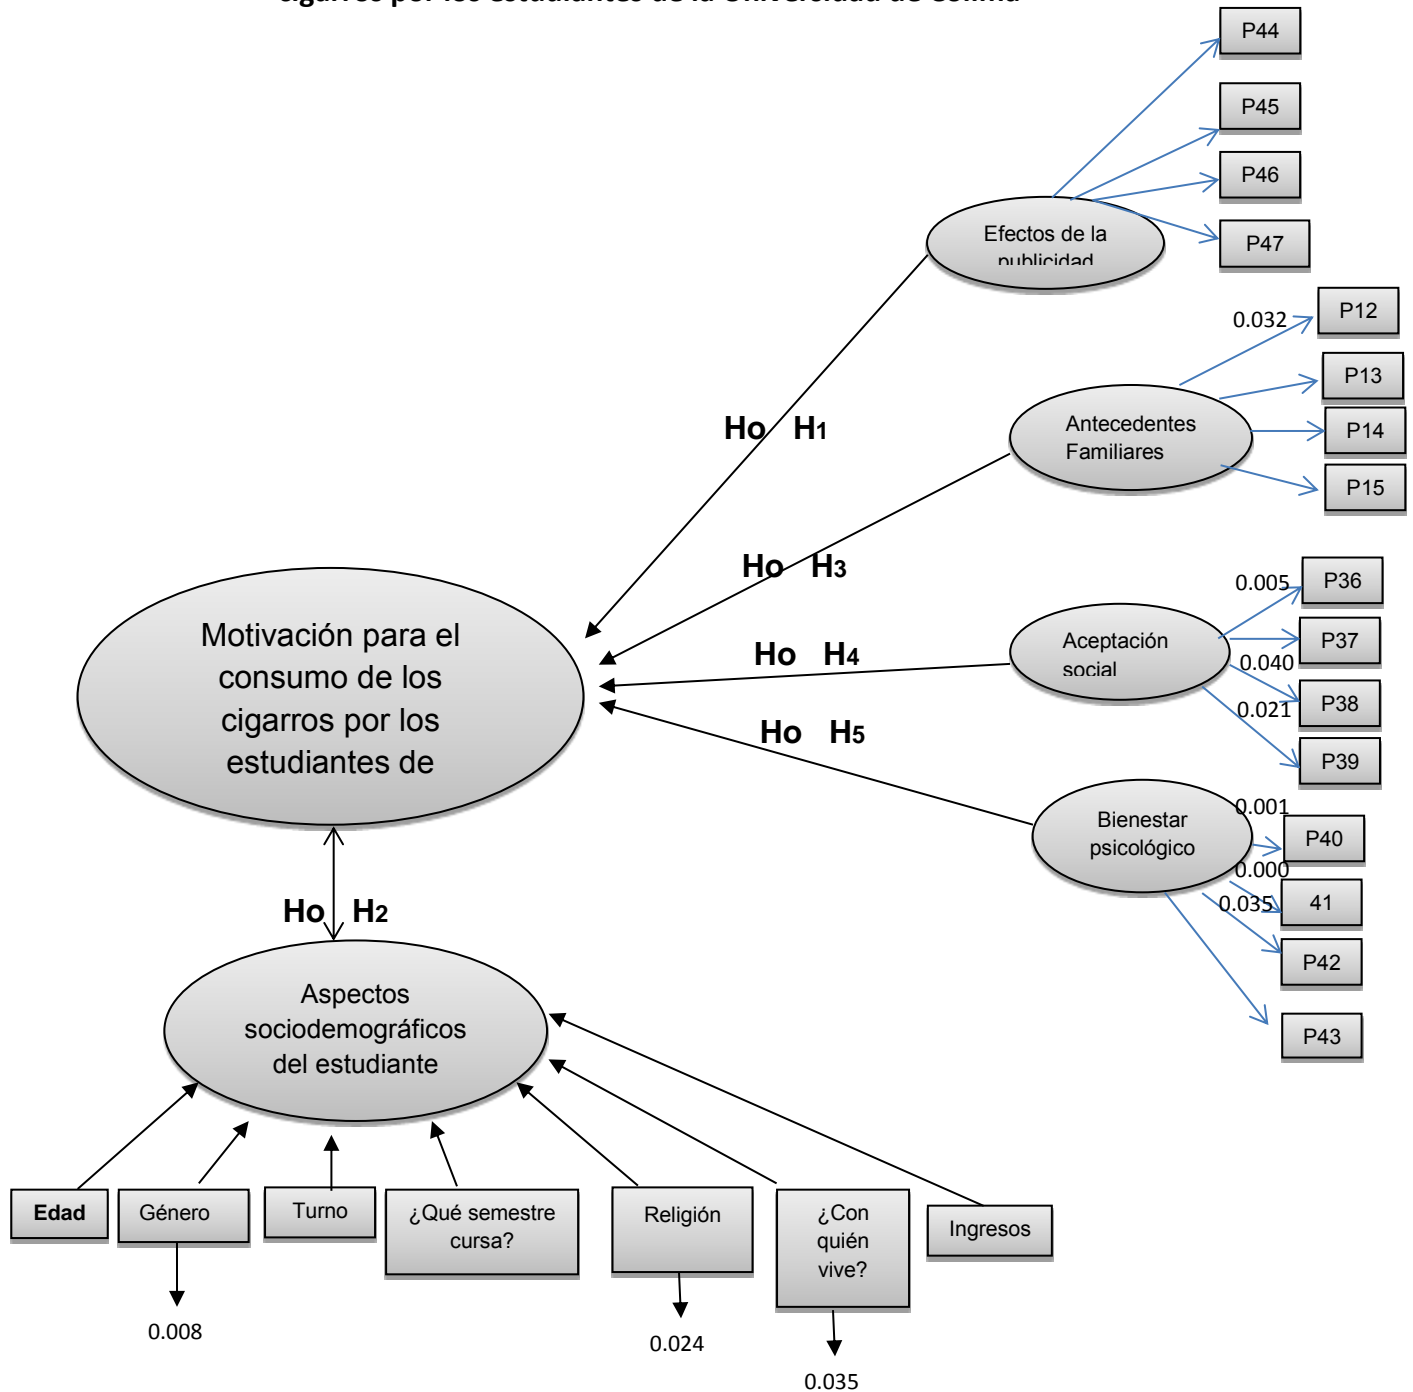 P44
P45
P46
P47
Efectos de la
publicidad
0.032
P12
P13
P14
P15
Antecedentes
Familiares
Ho H1
Ho H3
0.005
P36
P37
0.040
P38
0.021
P39
Aceptación
social
Ho H4
Ho H5
Motivación para el
consumo de los
cigarros por los
estudiantes de
Bienestar
psicológico
0.001
P40
0.000
41
0.035
P42
P43
Ho H2
Aspectos
sociodemográficos
del estudiante
Edad
Género
Turno
¿Qué semestre
cursa?
Religión
¿Con
quién
vive?
Ingresos
0.008
0.024
0.035